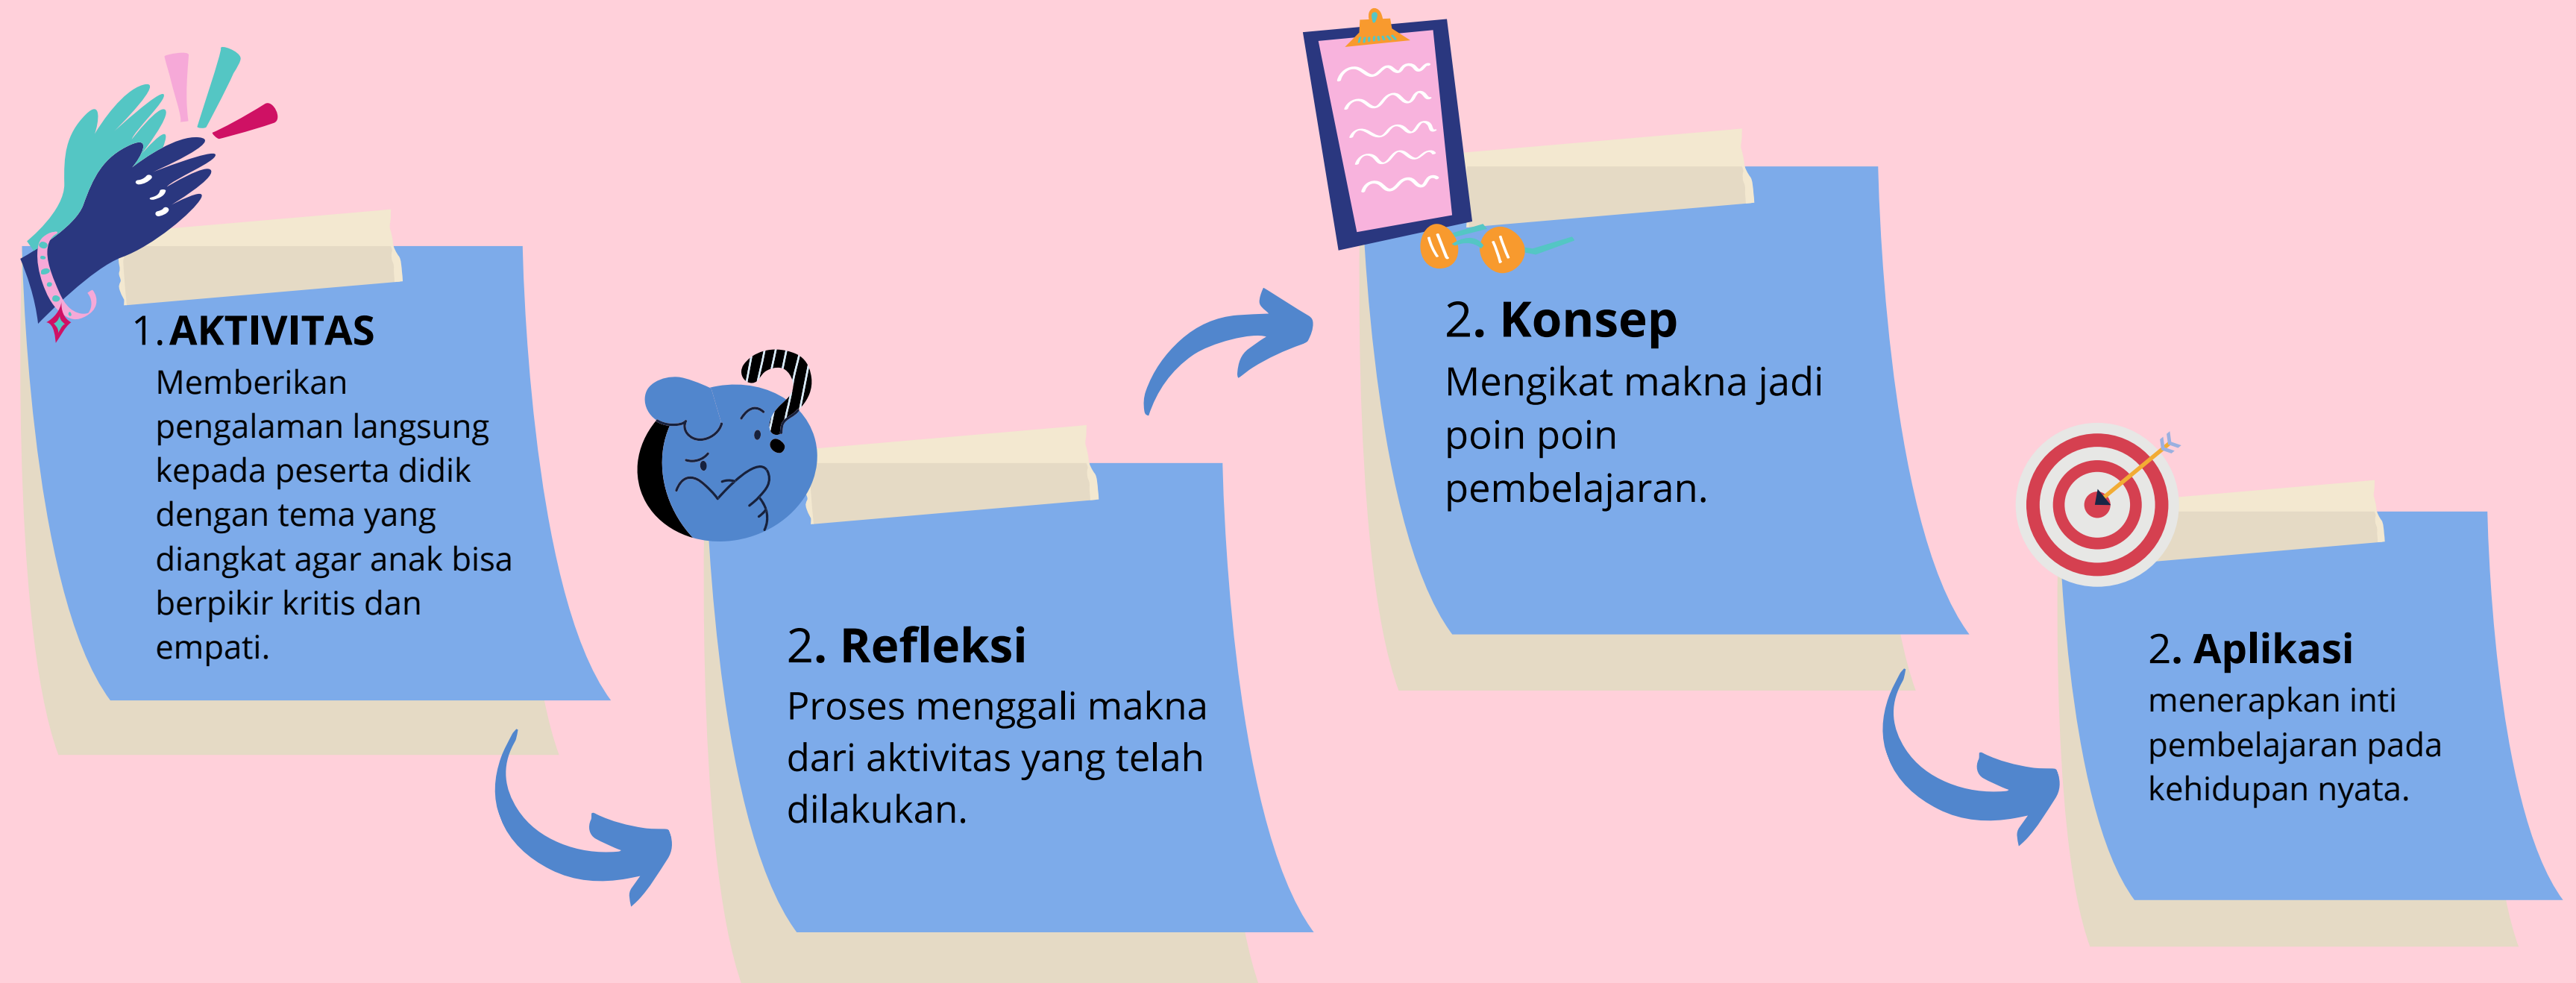 1. AKTIVITAS
Memberikan
pengalaman langsung
kepada peserta didik
dengan tema yang
diangkat agar anak bisa
berpikir kritis dan
empati.
2. Refleksi
Proses menggali makna
dari aktivitas yang telah
dilakukan.
2. Konsep
Mengikat makna jadi
poin poin
pembelajaran.
2. Aplikasi
menerapkan inti
pembelajaran pada
kehidupan nyata.